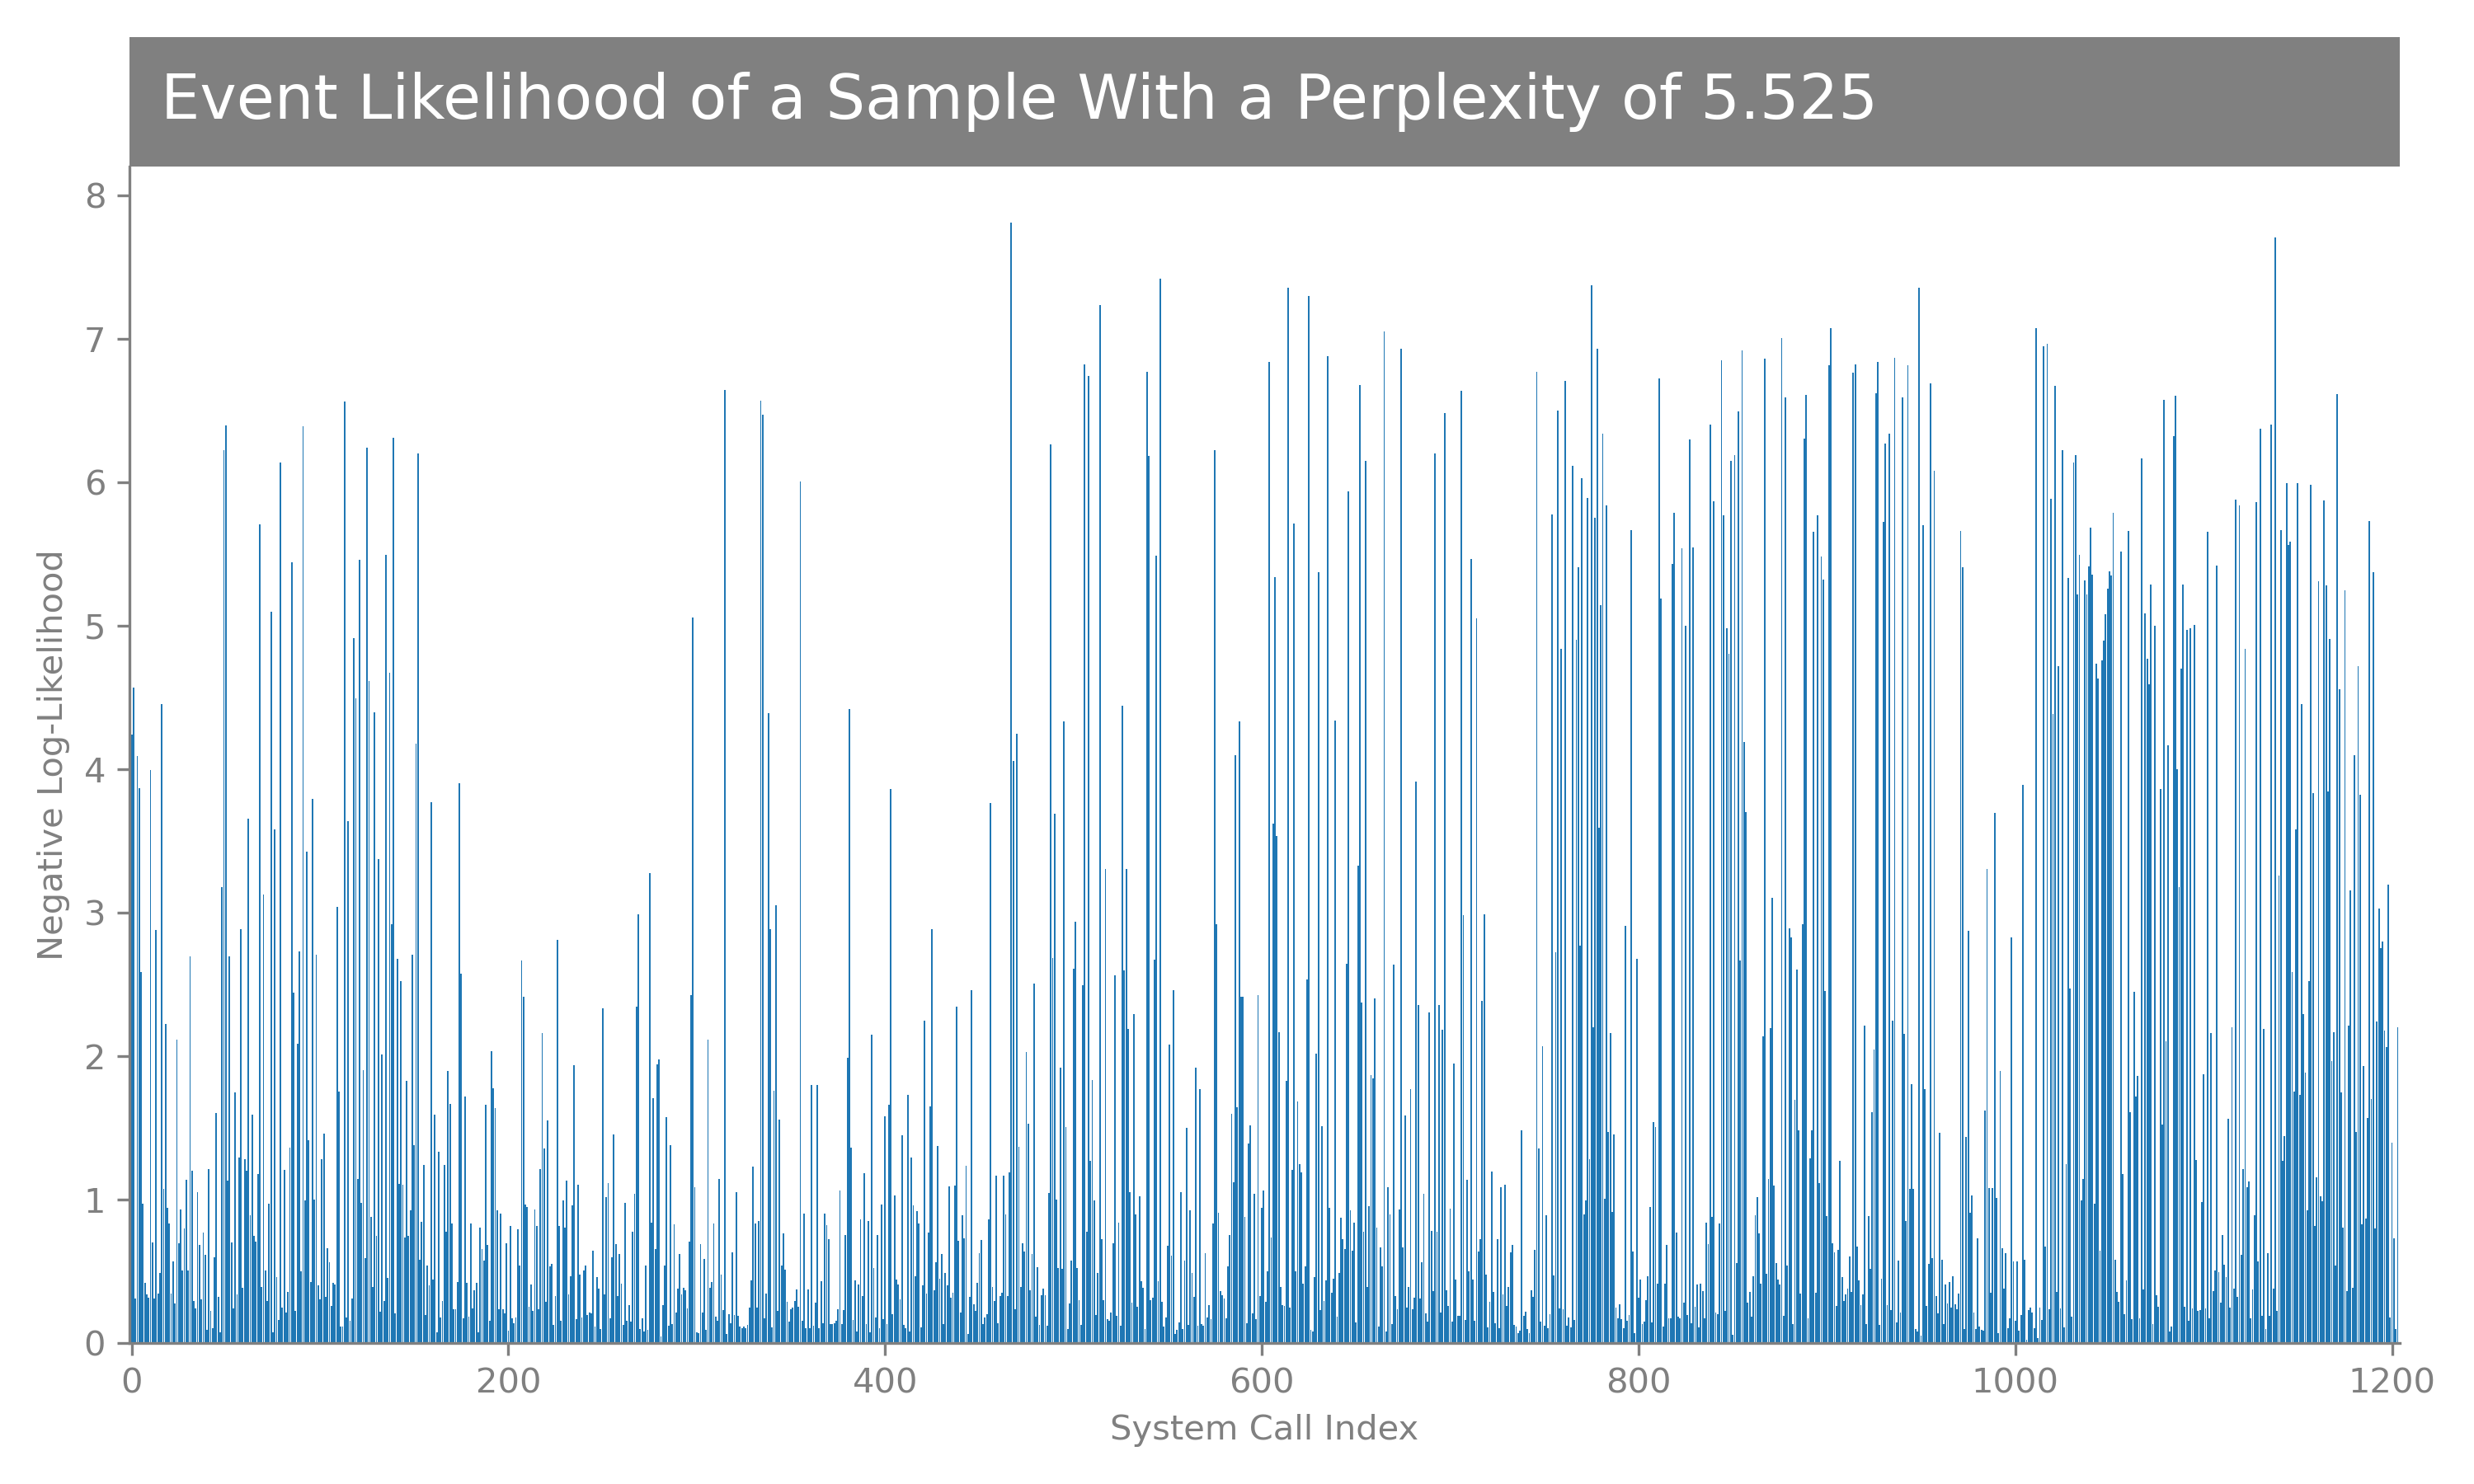 Event Likelihood of a Sample With a Perplexity of 5.525
8
7
6
5
4
3
2
1
0
Negative Log-Likelihood
0 200 400 600 800 1000 1200
System Call Index